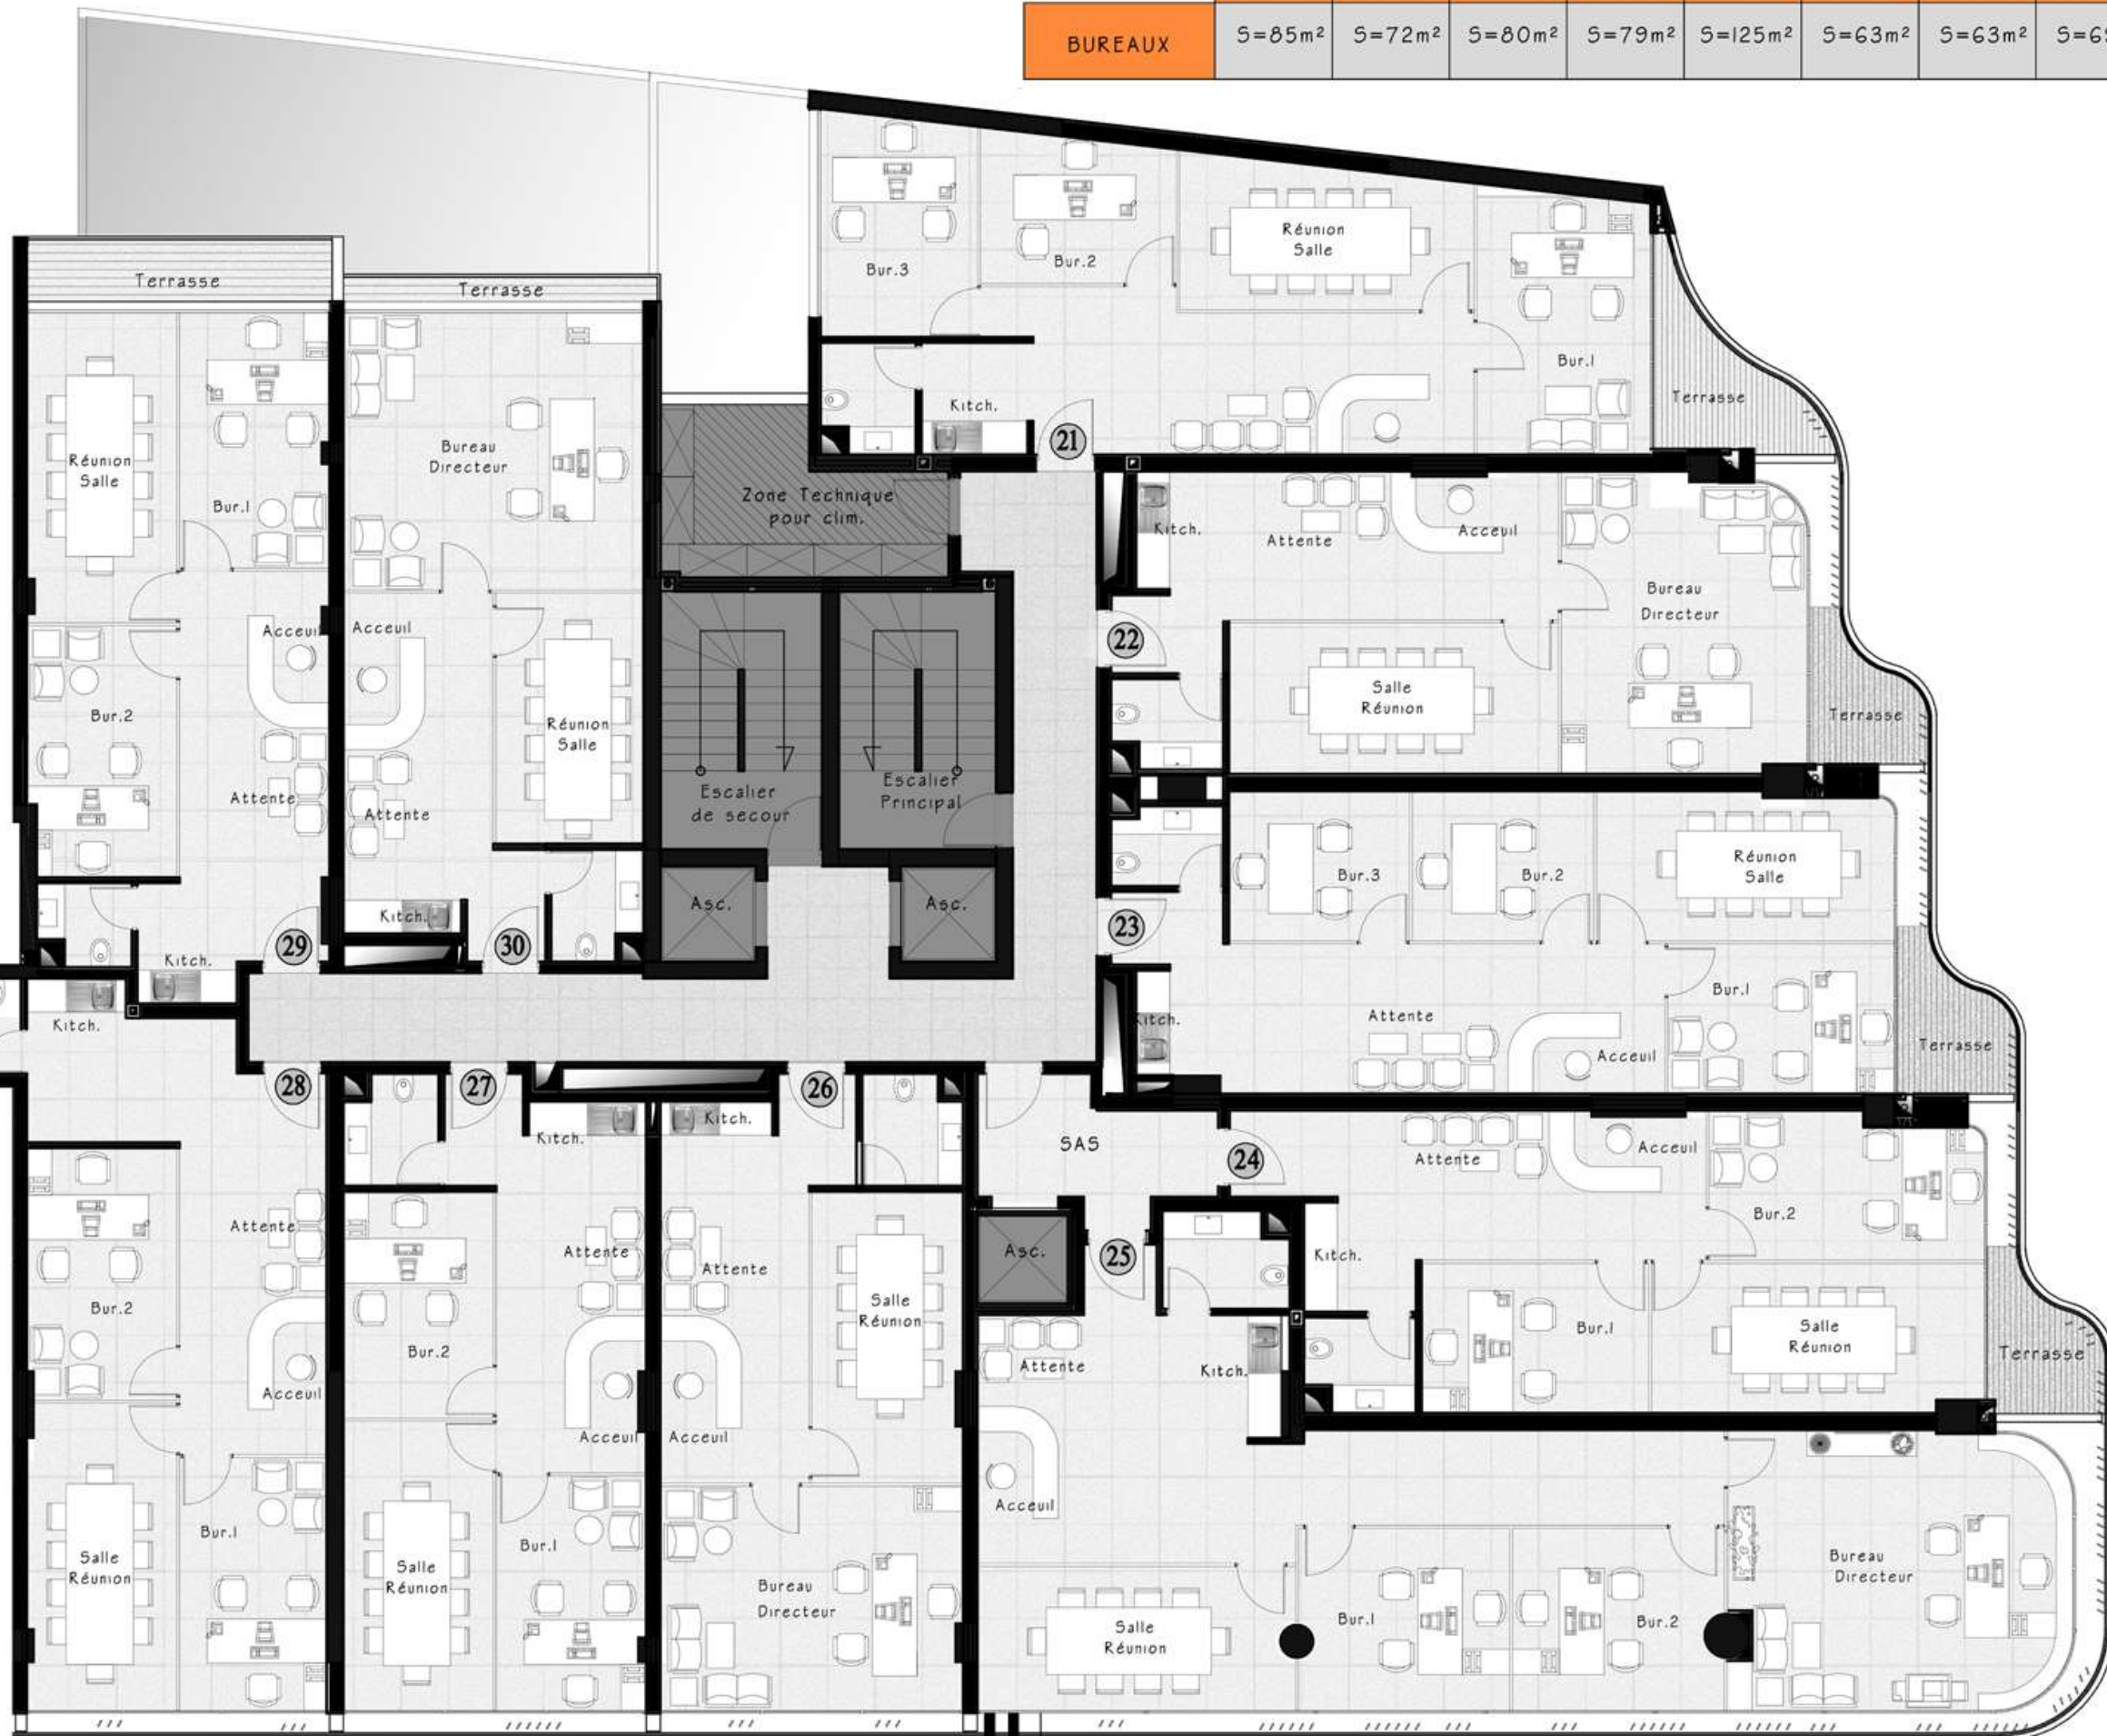 BUREAUX S=85m² S=72m² S=80m² S=79m² S=125m² S=63m² S=63m²
Bur.3
Bur.2
Réunion
Salle
Bur.1
Terrasse
Kitch.
21
Terrasse
Terrasse
Réunion
Salle
Bur.1
Bureau
Directeur
Zone Technique
pour clim.
Kitch.
Attente
Acceuil
Bureau
Directeur
22
Salle
Réunion
Terrasse
Acceuil
Acceuil
Bur.2
Réunion
Salle
Attente
Attente
Escalier
de secour
Escalier
Principal
Bur.3
Bur.2
Réunion
Salle
Asc.
Asc.
Kitch.
29
30
23
Kitch.
Bur.1
Attente
Acceuil
Terrasse
Kitch.
28
27
26
Kitch.
Kitch.
SAS
24
Attente
Acceuil
Bur.2
Attente
Attente
Attente
Asc.
25
Kitch.
Bur.2
Salle
Réunion
Bur.1
Salle
Réunion
Terrasse
Bur.2
Attente
Kitch.
Acceuil
Acceuil
Acceuil
Acceuil
Bur.1
Bur.1
Salle
Réunion
Salle
Réunion
Bureau
Directeur
Salle
Réunion
Bur.1
Bur.2
Bureau
Directeur